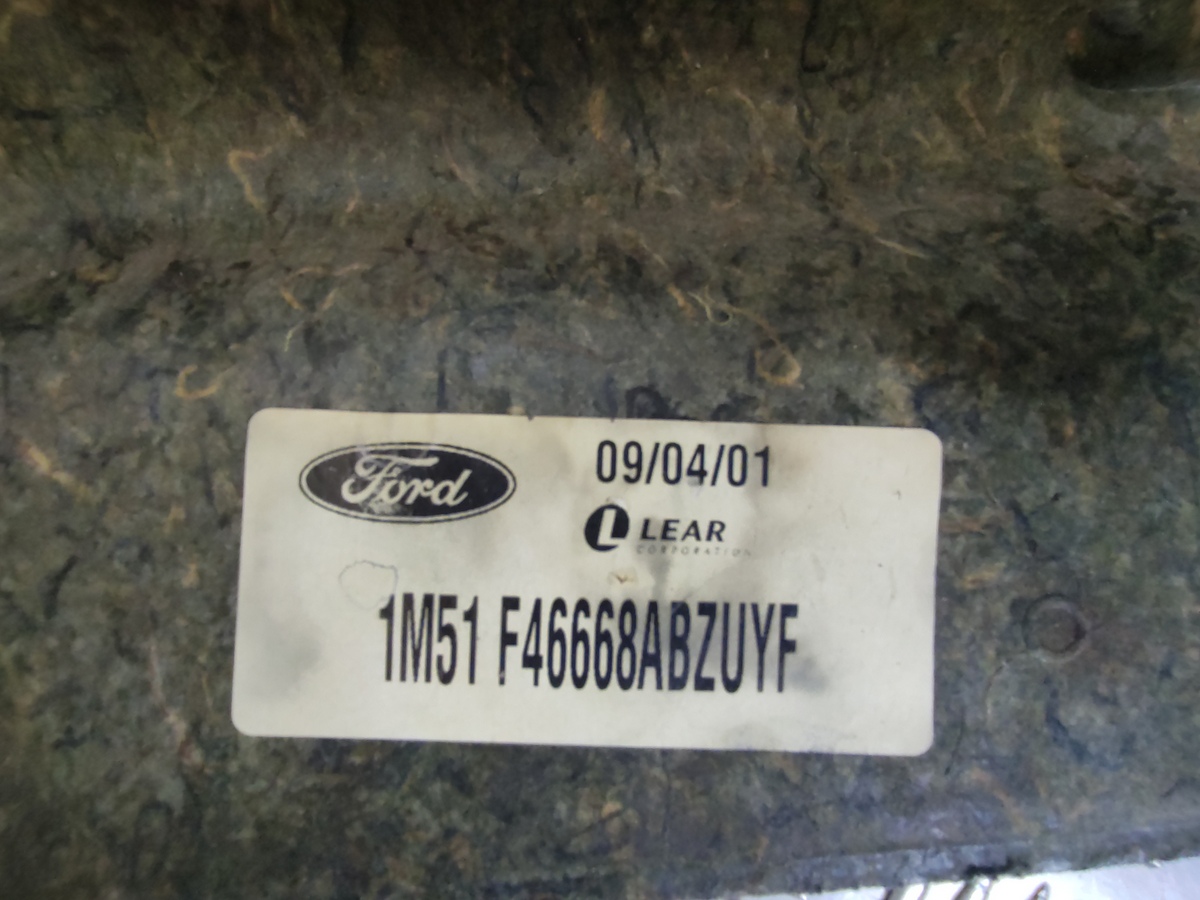 Ford
09/04/01
L LEAR
CORPORATION
1M51 F46668ABZUYF